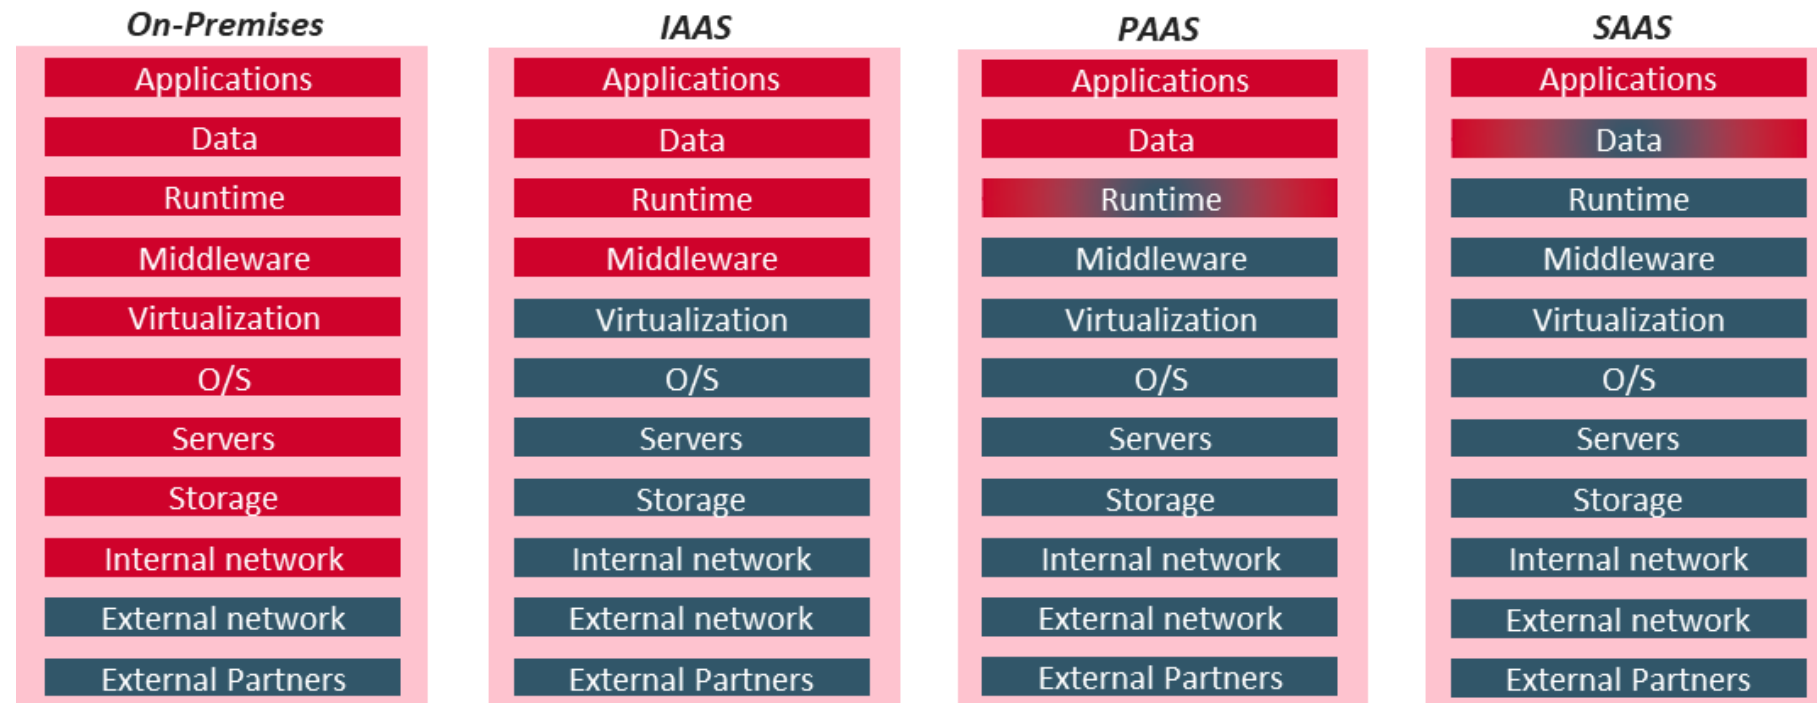 On-Premises
Applications
Data
Runtime
Middleware
Virtualization
O/S
Servers
Storage
Internal network
External network
External Partners
IAAS
Applications
Data
Runtime
Middleware
Virtualization
O/S
Servers
Storage
Internal network
External network
External Partners
PAAS
Applications
Data
Runtime
Middleware
Virtualization
O/S
Servers
Storage
Internal network
External network
External Partners
SAAS
Applications
Data
Runtime
Middleware
Virtualization
O/S
Servers
Storage
Internal network
External network
External Partners